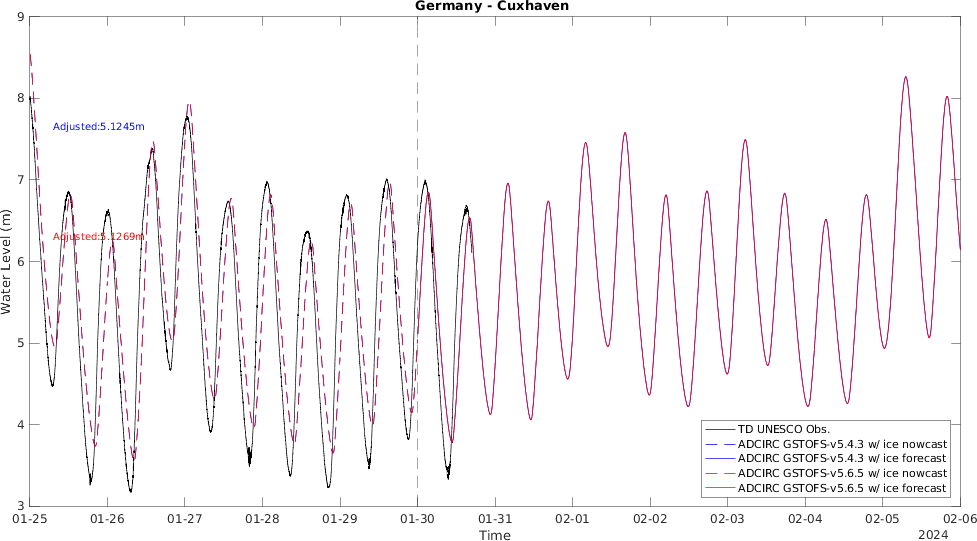 Germany - Cuxhaven
9
8
7
6
5
4
3
Water Level (m)
Adjusted:5.1245m
Adjusted:5.1269m
TD UNESCO Obs.
ADCIRC GSTOFS-v5.4.3 w/ ice nowcast
ADCIRC GSTOFS-v5.4.3 w/ ice forecast
ADCIRC GSTOFS-v5.6.5 w/ ice nowcast
ADCIRC GSTOFS-v5.6.5 w/ ice forecast
01-25 01-26 01-27 01-28 01-29 01-30 01-31 02-01 02-02 02-03 02-04 02-05 02-06
Time
2024